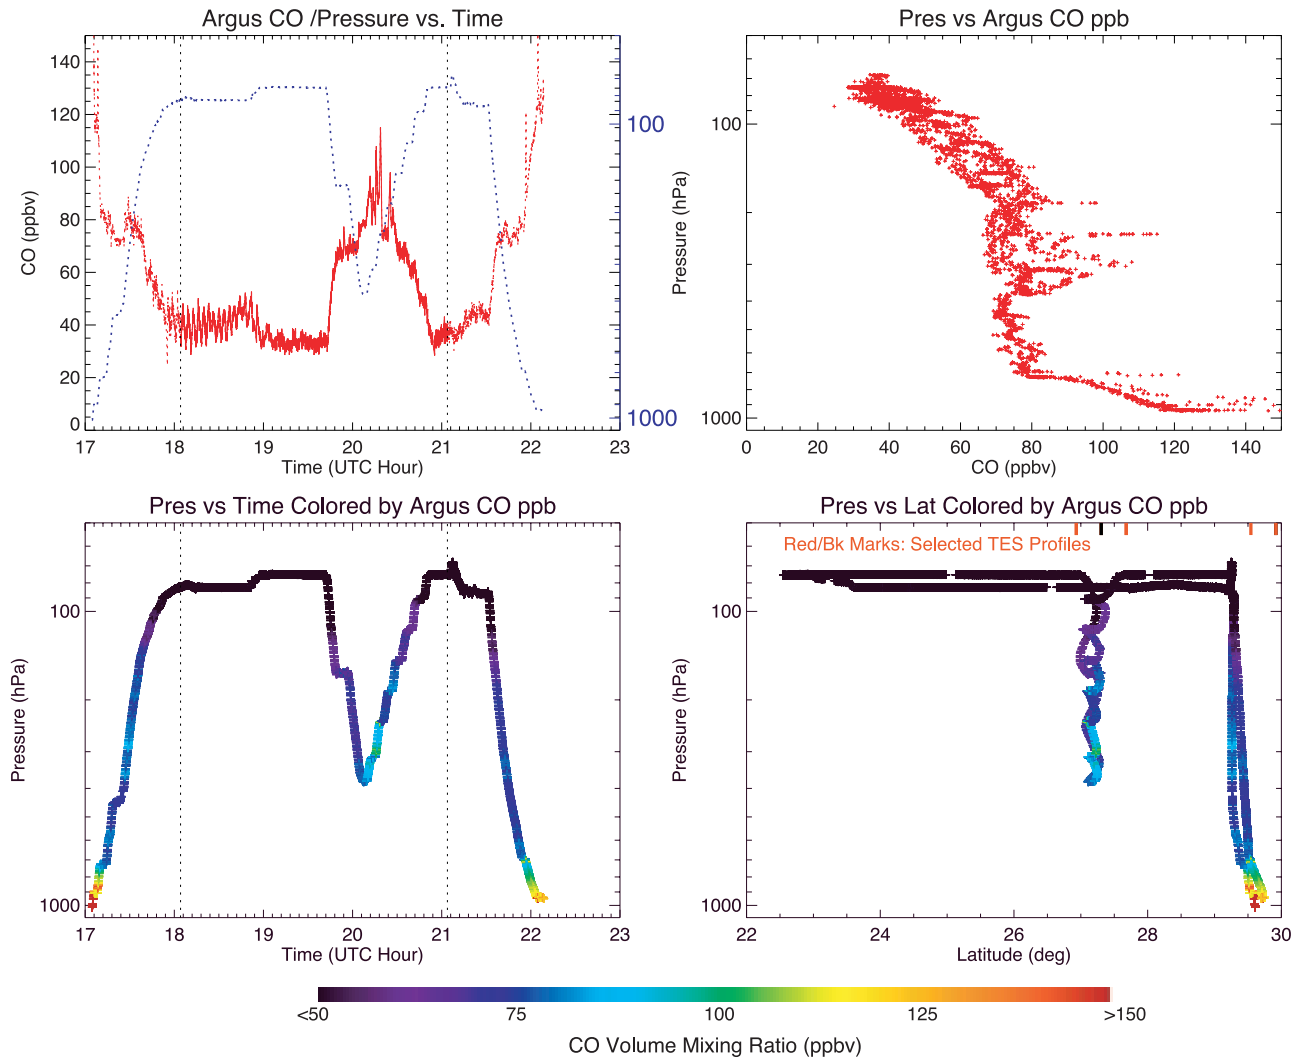 Argus CO /Pressure vs. Time
150
140
120
100
80
60
40
20
0
CO (ppbv)
100
1000
17 18 19 20 21 22 23
Time (UTC Hour)
Pres vs Argus CO ppb
100
1000
Pressure (hPa)
0 20 40 60 80 100 120 140
CO (ppbv)
Pres vs Time Colored by Argus CO ppb
100
1000
Pressure (hPa)
17 18 19 20 21 22 23
Time (UTC Hour)
Pres vs Lat Colored by Argus CO ppb
Red/Bk Marks: Selected TES Profiles
100
1000
Pressure (hPa)
22 24 26 28 30
Latitude (deg)
<50 75 100 125 >150
CO Volume Mixing Ratio (ppbv)